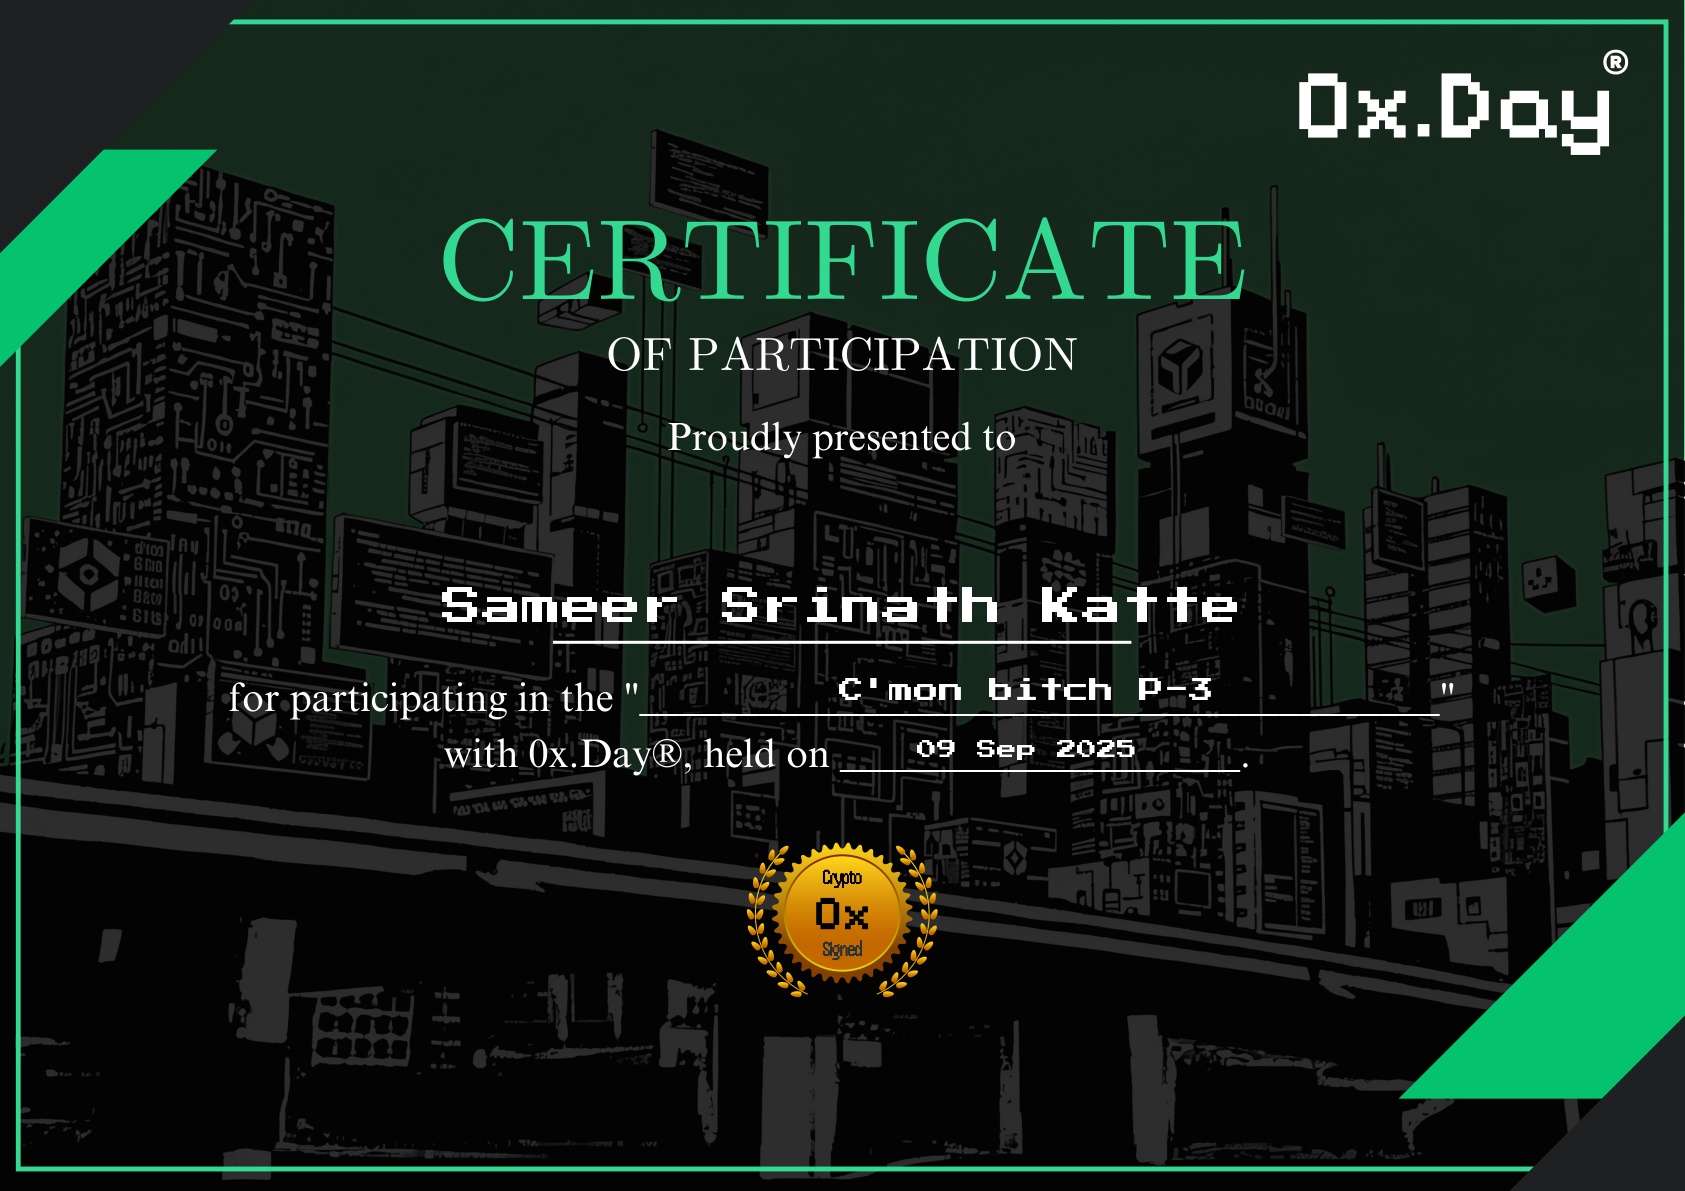 0x.Day®
CERTIFICATE
OF PARTICIPATION
Proudly presented to
Sameer Srinath Katte
for participating in the "C'mon bitch P-3"
with 0x.Day®, held on 09 Sep 2025.
Crypto
0x
Signed